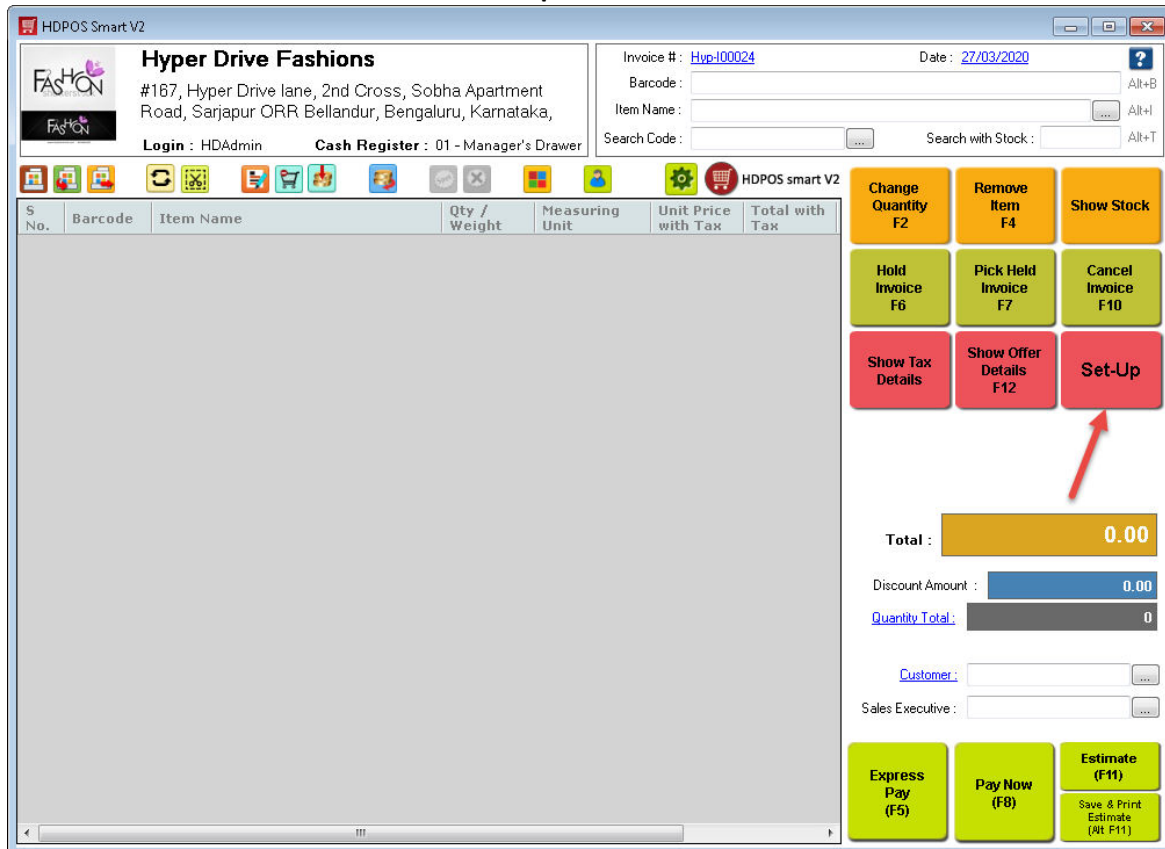 HDPOS Smart V2
FASHION
FASHION
Hyper Drive Fashions
#167, Hyper Drive lane, 2nd Cross, Sobha Apartment
Road, Sarjapur ORR Bellandur, Bengaluru, Karnataka,
Login : HDAdmin Cash Register : 01 - Manager's Drawer
Invoice # : Hyp-I00024 Date : 27/03/2020 ?
Barcode : Alt+B
Item Name : ... Alt+I
Search Code : ... Search with Stock : Alt+T
HDPOS smart V2
S No.
Barcode
Item Name
Qty / Weight
Measuring Unit
Unit Price with Tax
Total with Tax
Change
Quantity
F2
Remove
Item
F4
Show Stock
Hold
Invoice
F6
Pick Held
Invoice
F7
Cancel
Invoice
F10
Show Tax
Details
Show Offer
Details
F12
Set-Up
Total : 0.00
Discount Amount : 0.00
Quantity Total : 0
Customer : ...
Sales Executive : ...
Express
Pay
(F5)
Pay Now
(F8)
Estimate
(F11)
Save & Print
Estimate
(Alt F11)